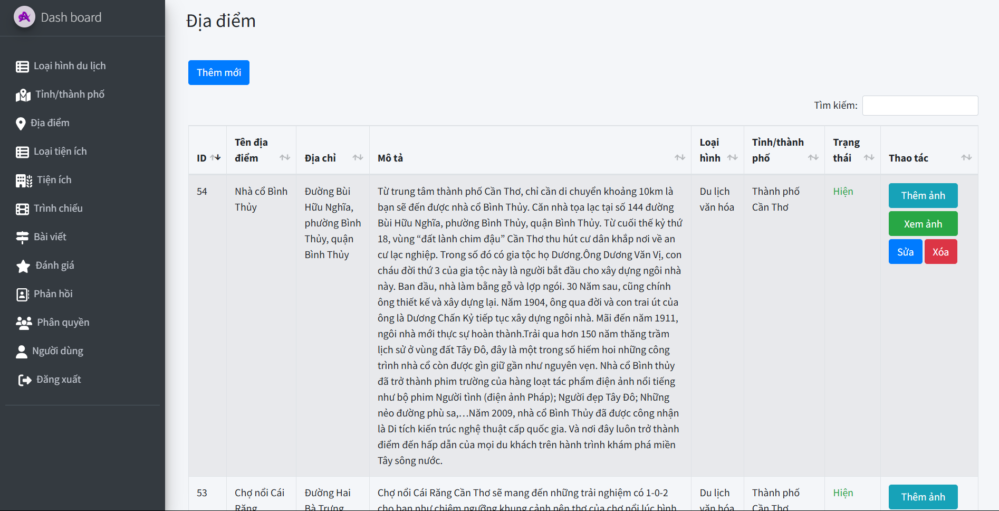 Dash board
Loại hình du lịch
Tỉnh/thành phố
Địa điểm
Loại tiện ích
Tiện ích
Trình chiếu
Bài viết
Đánh giá
Phản hồi
Phân quyền
Người dùng
Đăng xuất
Địa điểm
Thêm mới
Tìm kiếm:
ID
Tên địa
điểm
Địa chỉ
Mô tả
Loại
hình
Tỉnh/thành
phố
Trạng
thái
Thao tác
54
Nhà cổ Bình
Thủy
Đường Bùi
Hữu Nghĩa,
phường Bình
Thủy, quận
Bình Thủy
Từ trung tâm thành phố Cần Thơ, chỉ cần di chuyển khoảng 10km là
bạn sẽ đến được nhà cổ Bình Thủy. Căn nhà tọa lạc tại số 144 đường
Bùi Hữu Nghĩa, phường Bình Thủy, quận Bình Thủy. Từ cuối thế kỷ thứ
18, vùng “đất lành chim đậu” Cần Thơ thu hút cư dân khắp nơi về an
cư lạc nghiệp. Trong số đó có gia tộc họ Dương.Ông Dương Văn Vị, con
cháu đời thứ 3 của gia tộc này là người bắt đầu cho xây dựng ngôi nhà
này. Ban đầu, nhà làm bằng gỗ và lợp ngói. 30 Năm sau, cũng chính
ông thiết kế và xây dựng lại. Năm 1904, ông qua đời và con trai út của
ông là Dương Chấn Kỷ tiếp tục xây dựng ngôi nhà. Mãi đến năm 1911,
ngôi nhà mới thực sự hoàn thành.Trải qua hơn 150 năm thăng trầm
lịch sử ở vùng đất Tây Đô, đây là một trong số hiếm hoi những công
trình nhà cổ còn được gìn giữ gần như nguyên vẹn. Nhà cổ Bình thủy
đã trở thành phim trường của hàng loạt tác phẩm điện ảnh nổi tiếng
như bộ phim Người tình (điện ảnh Pháp); Người đẹp Tây Đô; Những
nẻo đường phù sa,…Năm 2009, nhà cổ Bình Thủy đã được công nhận
là Di tích kiến trúc nghệ thuật cấp quốc gia. Và nơi đây luôn trở thành
điểm đến hấp dẫn của mọi du khách trên hành trình khám phá miền
Tây sông nước.
Du lịch
văn hóa
Thành phố
Cần Thơ
Hiện
Thêm ảnh
Xem ảnh
Sửa
Xóa
53
Chợ nổi Cái
Răng
Đường Hai
Bà Trưng
Chợ nổi Cái Răng Cần Thơ sẽ mang đến những trải nghiệm có 1-0-2
cho bạn như chiêm ngưỡng khung cảnh nên thơ của chợ nổi lúc bình
Du lịch
văn hóa
Thành phố
Cần Thơ
Hiện
Thêm ảnh